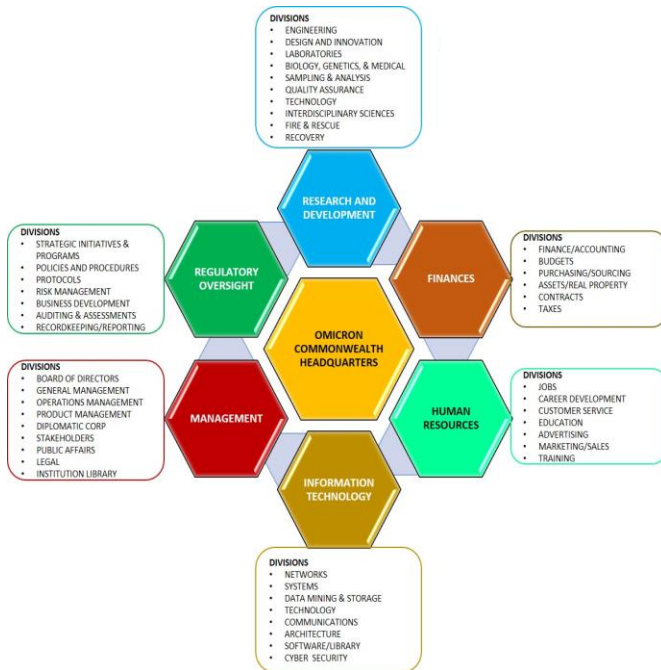 DIVISIONS
• ENGINEERING
• DESIGN AND INNOVATION
• LABORATORIES
• BIOLOGY, GENETICS, & MEDICAL
• SAMPLING & ANALYSIS
• QUALITY ASSURANCE
• TECHNOLOGY
• INTERDISCIPLINARY SCIENCES
• FIRE & RESCUE
• RECOVERY
RESEARCH AND
DEVELOPMENT
DIVISIONS
• STRATEGIC INITIATIVES &
PROGRAMS
• POLICIES AND PROCEDURES
• PROTOCOLS
• RISK MANAGEMENT
• BUSINESS DEVELOPMENT
• AUDITING & ASSESSMENTS
• RECORDKEEPING/REPORTING
REGULATORY
OVERSIGHT
FINANCES
DIVISIONS
• FINANCE/ACCOUNTING
• BUDGETS
• PURCHASING/SOURCING
• ASSETS/REAL PROPERTY
• CONTRACTS
• TAXES
OMICRON
COMMONWEALTH
HEADQUARTERS
DIVISIONS
• BOARD OF DIRECTORS
• GENERAL MANAGEMENT
• OPERATIONS MANAGEMENT
• PRODUCT MANAGEMENT
• DIPLOMATIC CORP
• STAKEHOLDERS
• PUBLIC AFFAIRS
• LEGAL
• INSTITUTION LIBRARY
MANAGEMENT
HUMAN
RESOURCES
DIVISIONS
• JOBS
• CAREER DEVELOPMENT
• CUSTOMER SERVICE
• EDUCATION
• ADVERTISING
• MARKETING/SALES
• TRAINING
INFORMATION
TECHNOLOGY
DIVISIONS
• NETWORKS
• SYSTEMS
• DATA MINING & STORAGE
• TECHNOLOGY
• COMMUNICATIONS
• ARCHITECTURE
• SOFTWARE/LIBRARY
• CYBER SECURITY